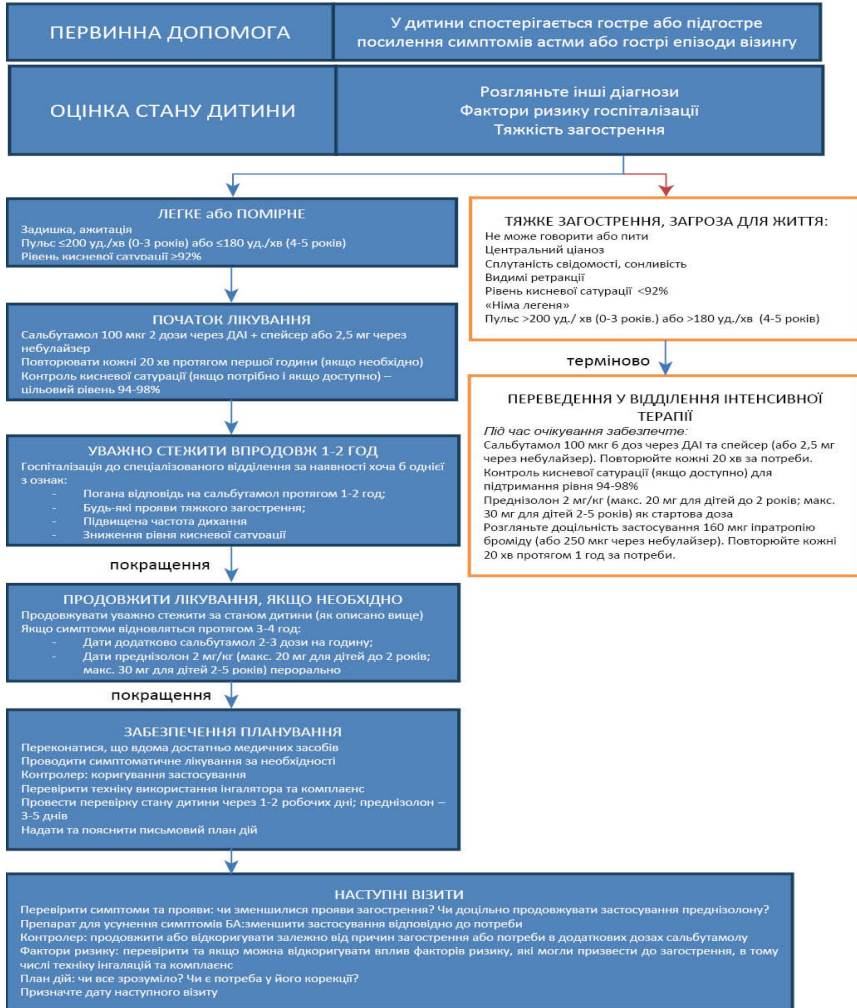 ПЕРВИННА ДОПОМОГА
У дитини спостерігається гостре або підгостре
посилення симптомів астми або гострі епізоди візингу
ОЦІНКА СТАНУ ДИТИНИ
Розгляньте інші діагнози
Фактори ризику госпіталізації
Тяжкість загострення
ЛЕГКЕ або ПОМІРНЕ
Задишка, ажитація
Пульс ≤200 уд./хв (0-3 років) або ≤180 уд./хв (4-5 років)
Рівень кисневої сатурації ≥92%
ТЯЖКЕ ЗАГОСТРЕННЯ, ЗАГРОЗА ДЛЯ ЖИТТЯ:
Не може говорити або пити
Центральний ціаноз
Сплутаність свідомості, сонливість
Видимі ретракції
Рівень кисневої сатурації <92%
«Німа легеня»
Пульс >200 уд./ хв (0-3 років.) або >180 уд./хв (4-5 років)
ПОЧАТОК ЛІКУВАННЯ
Сальбутамол 100 мкг 2 дози через ДАІ + спейсер або 2,5 мг через
небулайзер
Повторювати кожні 20 хв протягом першої години (якщо необхідно)
Контроль кисневої сатурації (якщо потрібно і якщо доступно) –
цільовий рівень 94-98%
терміново
ПЕРЕВЕДЕННЯ У ВІДДІЛЕННЯ ІНТЕНСИВНОЇ
ТЕРАПІЇ
Під час очікування забезпечте:
Сальбутамол 100 мкг 6 доз через ДАІ та спейсер (або 2,5 мг
через небулайзер). Повторюйте кожні 20 хв за потреби.
Контроль кисневої сатурації (якщо доступно) для
підтримання рівня 94-98%
Преднізолон 2 мг/кг (макс. 20 мг для дітей до 2 років; макс.
30 мг для дітей 2-5 років) як стартова доза
Розгляньте доцільність застосування 160 мкг іпратропію
броміду (або 250 мкг через небулайзер). Повторюйте кожні
20 хв протягом 1 год за потреби.
УВАЖНО СТЕЖИТИ ВПРОДОВЖ 1-2 ГОД
Госпіталізація до спеціалізованого відділення за наявності хоча б однієї
з ознак:
- Погана відповідь на сальбутамол протягом 1-2 год;
- Будь-які прояви тяжкого загострення;
- Підвищена частота дихання
- Зниження рівня кисневої сатурації
покращення
ПРОДОВЖИТИ ЛІКУВАННЯ, ЯКЩО НЕОБХІДНО
Продовжувати уважно стежити за станом дитини (як описано вище)
Якщо симптоми відновляться протягом 3-4 год:
- Дати додатково сальбутамол 2-3 дози на годину;
- Дати преднізолон 2 мг/кг (макс. 20 мг для дітей до 2 років;
макс. 30 мг для дітей 2-5 років) перорально
покращення
ЗАБЕЗПЕЧЕННЯ ПЛАНУВАННЯ
Переконатися, що вдома достатньо медичних засобів
Проводити симптоматичне лікування за необхідності
Контролер: коригування застосування
Перевірити техніку використання інгалятора та комплаєнс
Провести перевірку стану дитини через 1-2 робочих дні; преднізолон –
3-5 днів
Надати та пояснити письмовий план дій
НАСТУПНІ ВІЗИТИ
Перевірити симптоми та прояви: чи зменшилися прояви загострення? Чи доцільно продовжувати застосування преднізолону?
Препарат для усунення симптомів БА:зменшити застосування відповідно до потреби
Контролер: продовжити або відкоригувати залежно від причин загострення або потреби в додаткових дозах сальбутамолу
Фактори ризику: перевірити та якщо можна відкоригувати вплив факторів ризику, які могли призвести до загострення, в тому
числі техніку інгаляцій та комплаєнс
План дій: чи все зрозуміло? Чи є потреба у його корекції?
Призначте дату наступного візиту